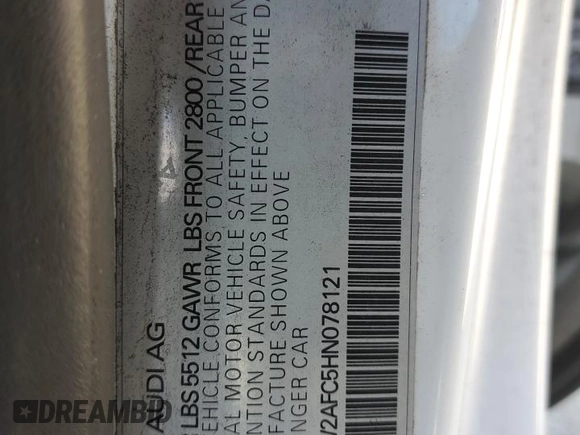 AUDI AG
LBS 5512 GAWR LBS FRONT 2800 /REAR
EHICLE CONFORMS TO ALL APPLICABLE
AL MOTOR VEHICLE SAFETY, BUMPER AN
NTION STANDARDS IN EFFECT ON THE DA
FACTURE SHOWN ABOVE
NGER CAR
2AFC5HN078121
DREAMBID